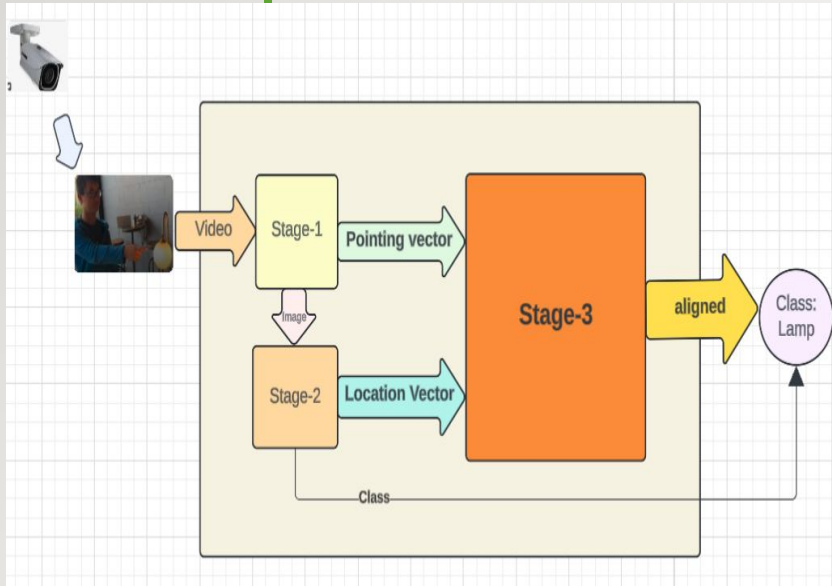 Video
Stage-1
Pointing vector
Image
Stage-2
Location Vector
Stage-3
aligned
Class:
Lamp
Class